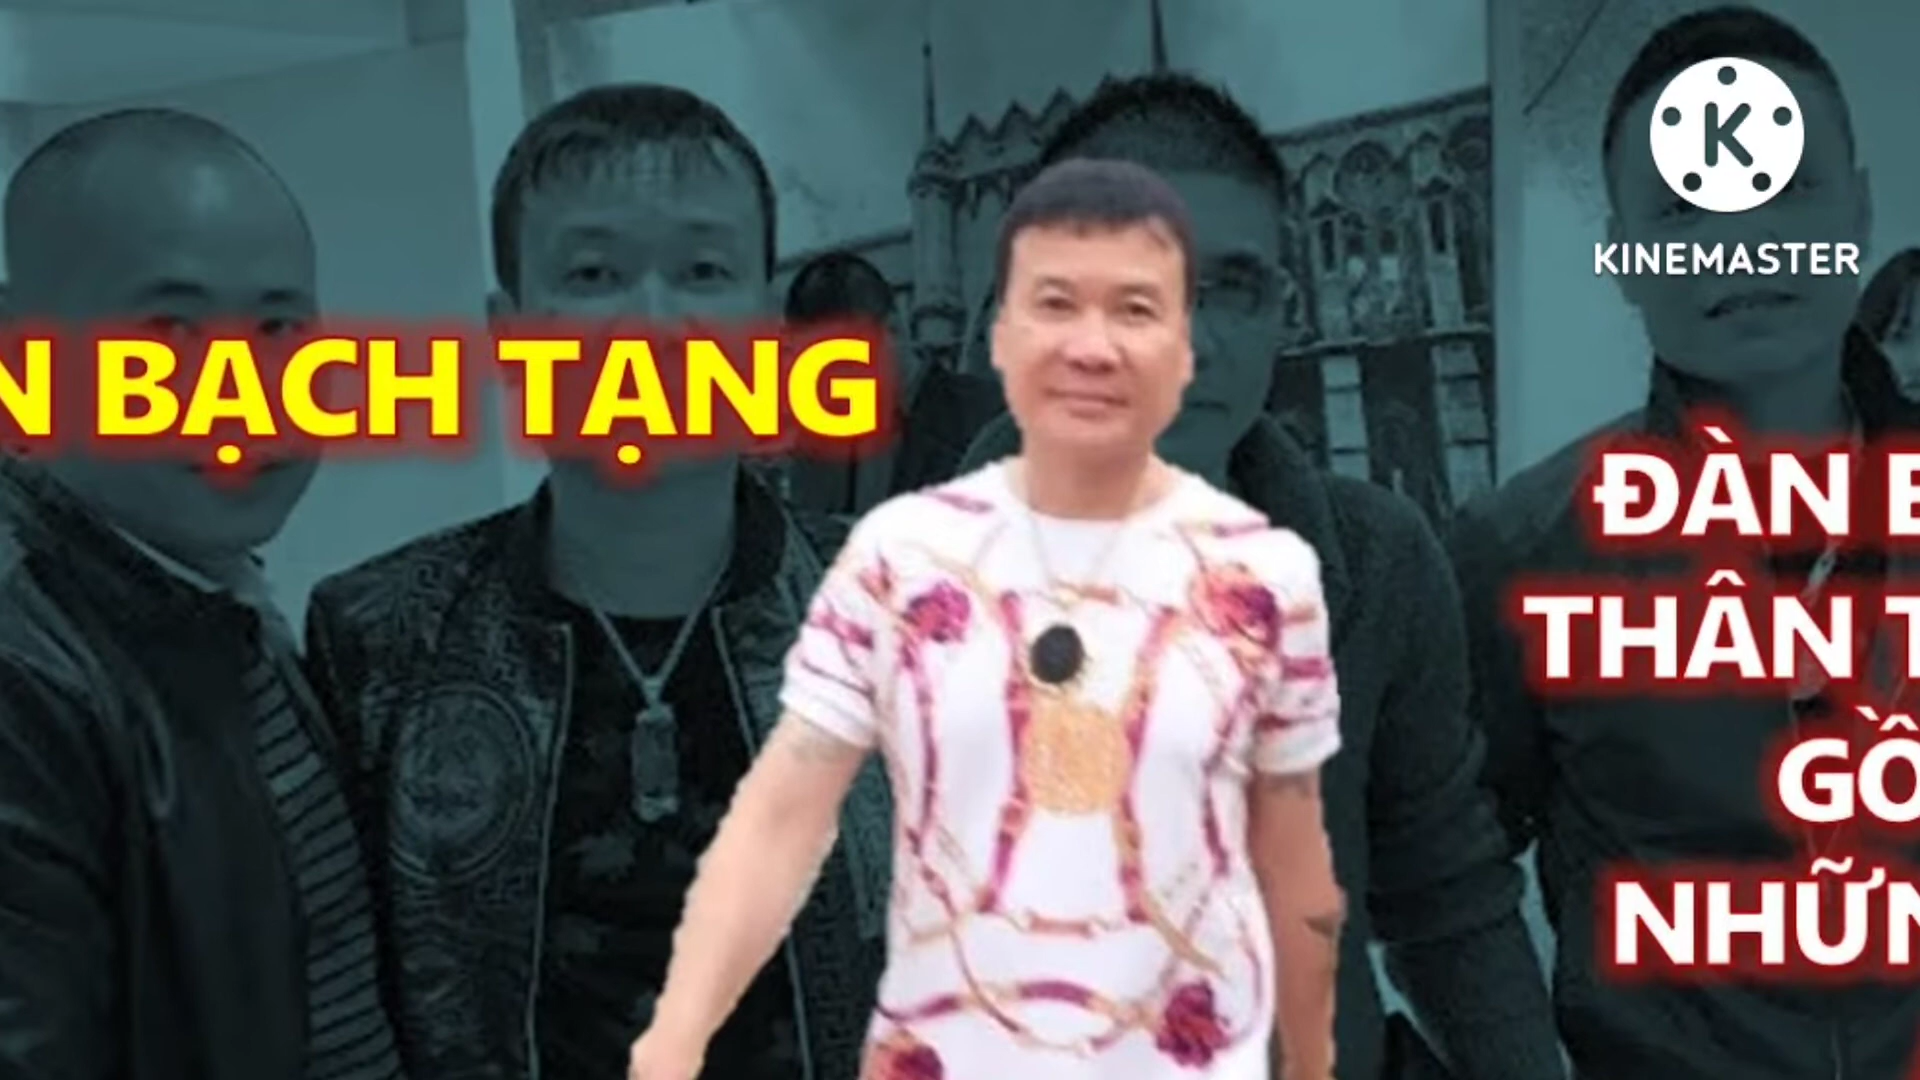 N BẠCH TẠNG
KINEMASTER
ĐÀN
THÂN
GỒ
NHỮN